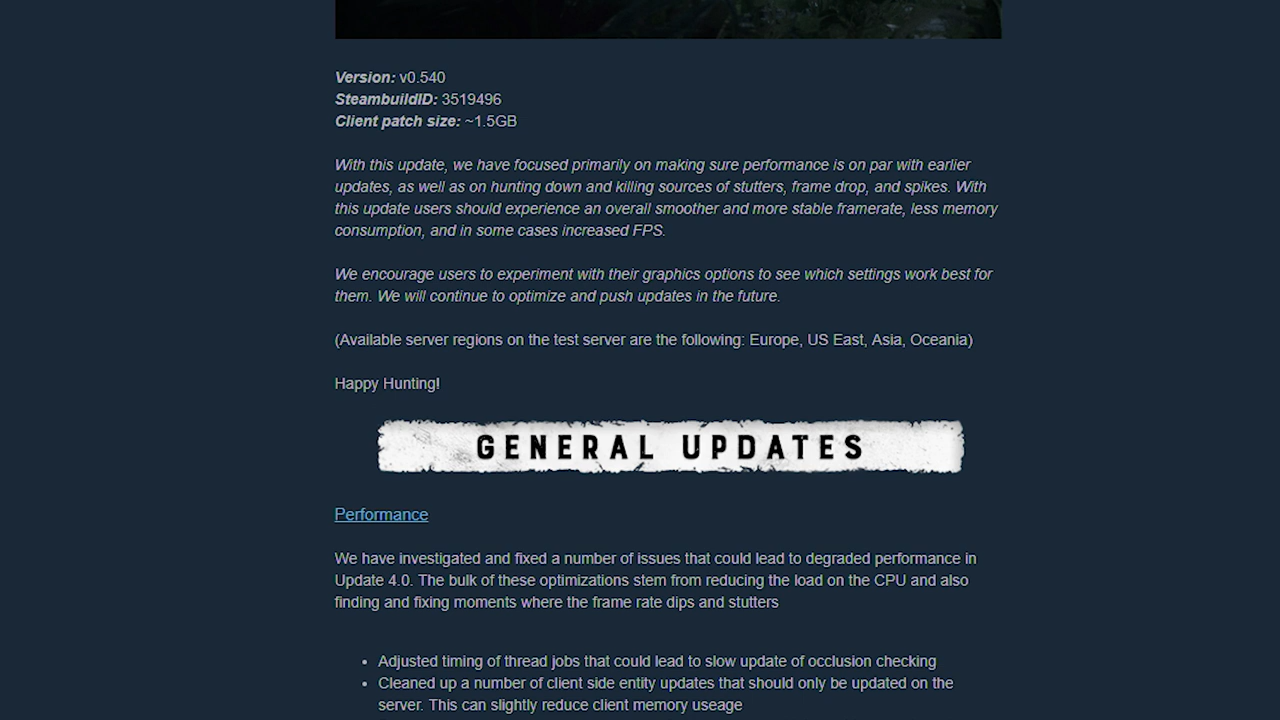 Version: v0.540
SteambuildID: 3519496
Client patch size: ~1.5GB
With this update, we have focused primarily on making sure performance is on par with earlier
updates, as well as on hunting down and killing sources of stutters, frame drop, and spikes. With
this update users should experience an overall smoother and more stable framerate, less memory
consumption, and in some cases increased FPS.
We encourage users to experiment with their graphics options to see which settings work best for
them. We will continue to optimize and push updates in the future.
(Available server regions on the test server are the following: Europe, US East, Asia, Oceania)
Happy Hunting!
GENERAL UPDATES
Performance
We have investigated and fixed a number of issues that could lead to degraded performance in
Update 4.0. The bulk of these optimizations stem from reducing the load on the CPU and also
finding and fixing moments where the frame rate dips and stutters
• Adjusted timing of thread jobs that could lead to slow update of occlusion checking
• Cleaned up a number of client side entity updates that should only be updated on the
server. This can slightly reduce client memory useage